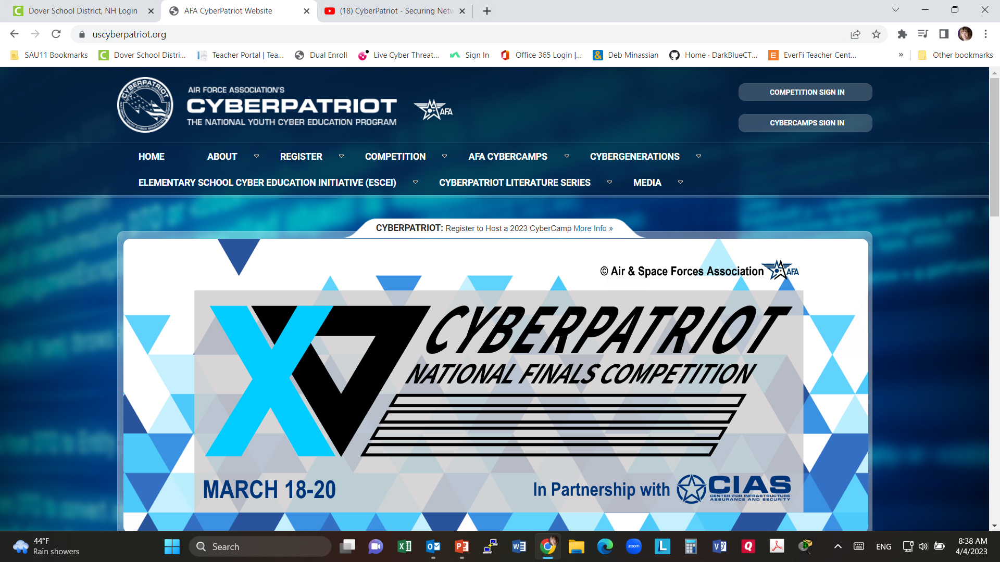 Dover School District, NH Login
AFA CyberPatriot Website
(18) CyberPatriot - Securing Netw
uscyberpatriot.org
SAU11 Bookmarks
Dover School Distri...
Teacher Portal | Tea...
Dual Enroll
Live Cyber Threat...
Sign In
Office 365 Login |...
Deb Minassian
Home · DarkBlueCT...
EverFi Teacher Cent...
»
Other bookmarks
CYBERPATRIOT
AIR FORCE ASSOCIATION'S
CYBERPATRIOT
THE NATIONAL YOUTH CYBER EDUCATION PROGRAM
AFA
COMPETITION SIGN IN
CYBERCAMPS SIGN IN
HOME
ABOUT
REGISTER
COMPETITION
AFA CYBERCAMPS
CYBERGENERATIONS
ELEMENTARY SCHOOL CYBER EDUCATION INITIATIVE (ESCEI)
CYBERPATRIOT LITERATURE SERIES
MEDIA
CYBERPATRIOT: Register to Host a 2023 CyberCamp More Info »
© Air & Space Forces Association AFA
XV
CYBERPATRIOT
NATIONAL FINALS COMPETITION
MARCH 18-20
In Partnership with CIAS
CENTER FOR INFRASTRUCTURE
ASSURANCE AND SECURITY
44°F
Rain showers
Search
zoom
ENG
8:38 AM
4/4/2023